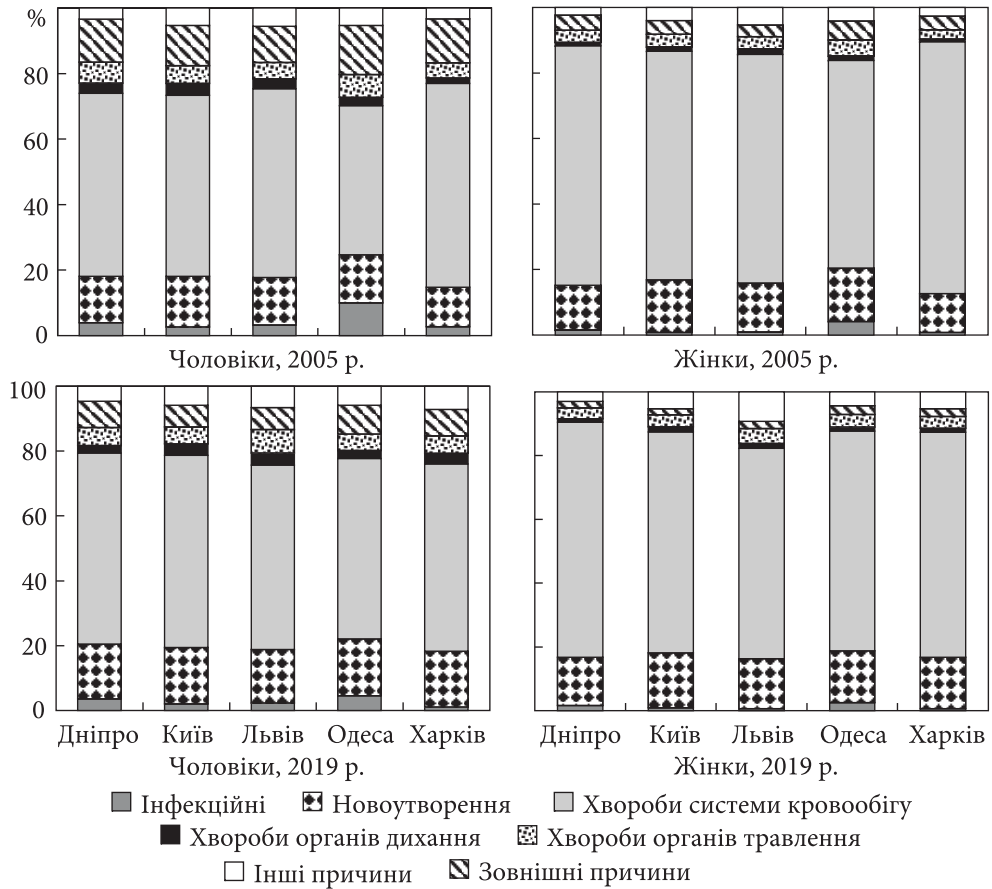 %
80
60
40
20
0
Чоловіки, 2005 р.
Жінки, 2005 р.
100
80
60
40
20
0
Дніпро Київ Львів Одеса Харків
Дніпро Київ Львів Одеса Харків
Чоловіки, 2019 р.
Жінки, 2019 р.
Інфекційні Новоутворення Хвороби системи кровообігу
Хвороби органів дихання Хвороби органів травлення
Інші причини Зовнішні причини